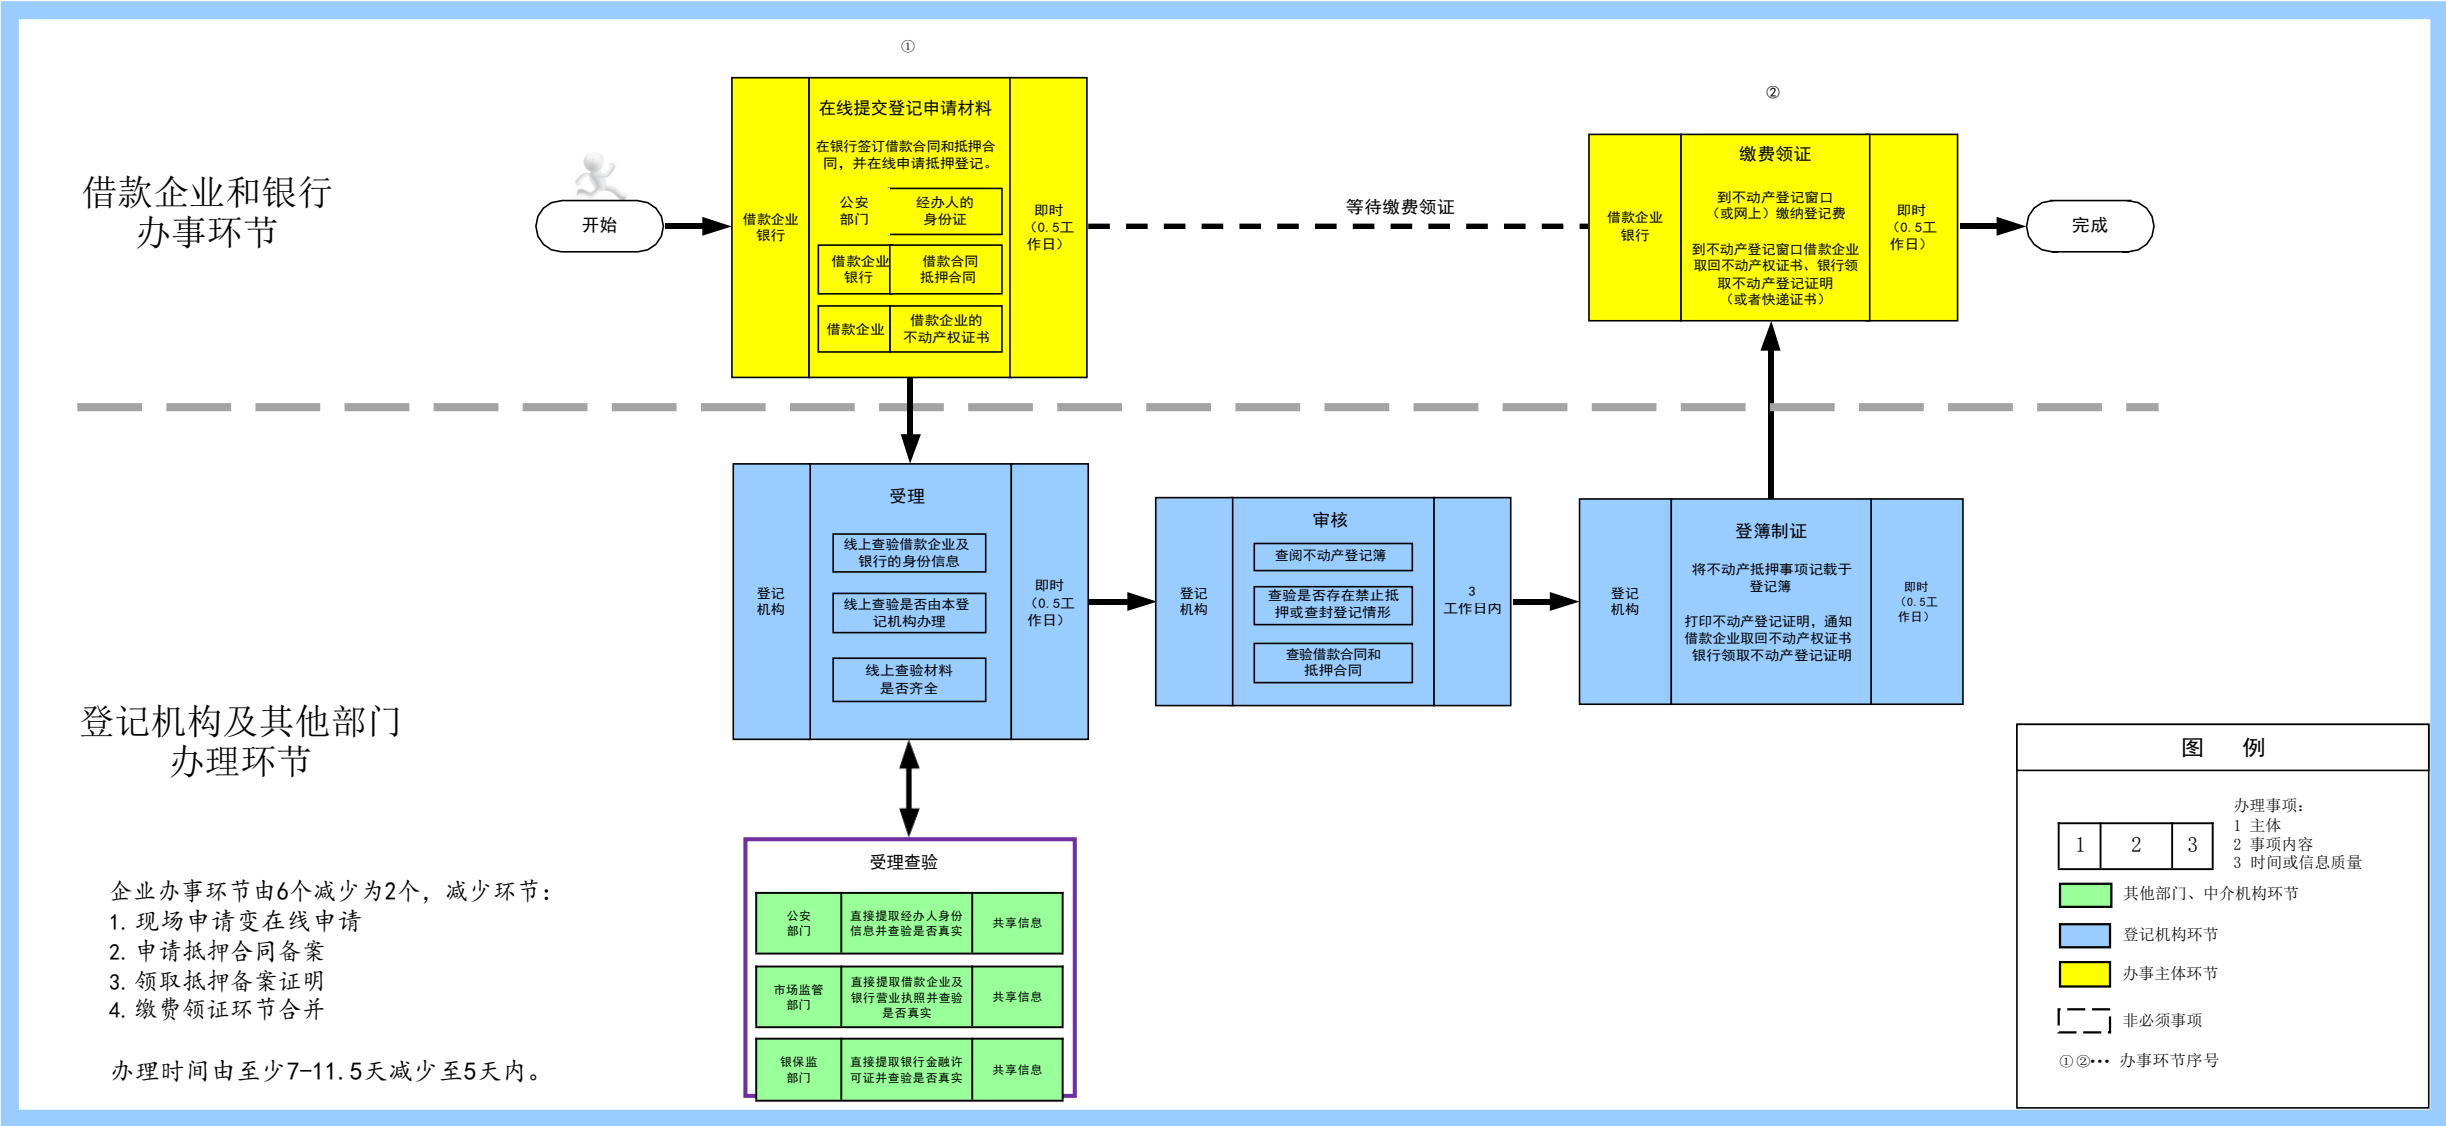 ①
②
借款企业和银行
办事环节
开始
借款企业
银行
在线提交登记申请材料
在银行签订借款合同和抵押合
同，并在线申请抵押登记。
公安
部门
经办人的
身份证
借款企业
银行
借款合同
抵押合同
借款企业
借款企业的
不动产权证书
即时
（0.5工
作日）
等待缴费领证
借款企业
银行
缴费领证
到不动产登记窗口
（或网上）缴纳登记费
到不动产登记窗口借款企业
取回不动产权证书、银行领
取不动产登记证明
（或者快递证书）
即时
（0.5工
作日）
完成
登记机构及其他部门
办理环节
登记
机构
受理
线上查验借款企业及
银行的身份信息
线上查验是否由本登
记机构办理
线上查验材料
是否齐全
即时
（0.5工
作日）
登记
机构
审核
查阅不动产登记簿
查验是否存在禁止抵
押或查封登记情形
查验借款合同和
抵押合同
3
工作日内
登记
机构
登簿制证
将不动产抵押事项记载于
登记簿
打印不动产登记证明，通知
借款企业取回不动产权证书
银行领取不动产登记证明
即时
（0.5工
作日）
受理查验
公安
部门
直接提取经办人身份
信息并查验是否真实
共享信息
市场监管
部门
直接提取借款企业及
银行营业执照并查验
是否真实
共享信息
银保监
部门
直接提取银行金融许
可证并查验是否真实
共享信息
企业办事环节由6个减少为2个，减少环节：
1.现场申请变在线申请
2.申请抵押合同备案
3.领取抵押备案证明
4.缴费领证环节合并
办理时间由至少7-11.5天减少至5天内。
图 例
1 2 3
办理事项：
1 主体
2 事项内容
3 时间或信息质量
其他部门、中介机构环节
登记机构环节
办事主体环节
非必须事项
①②··· 办事环节序号